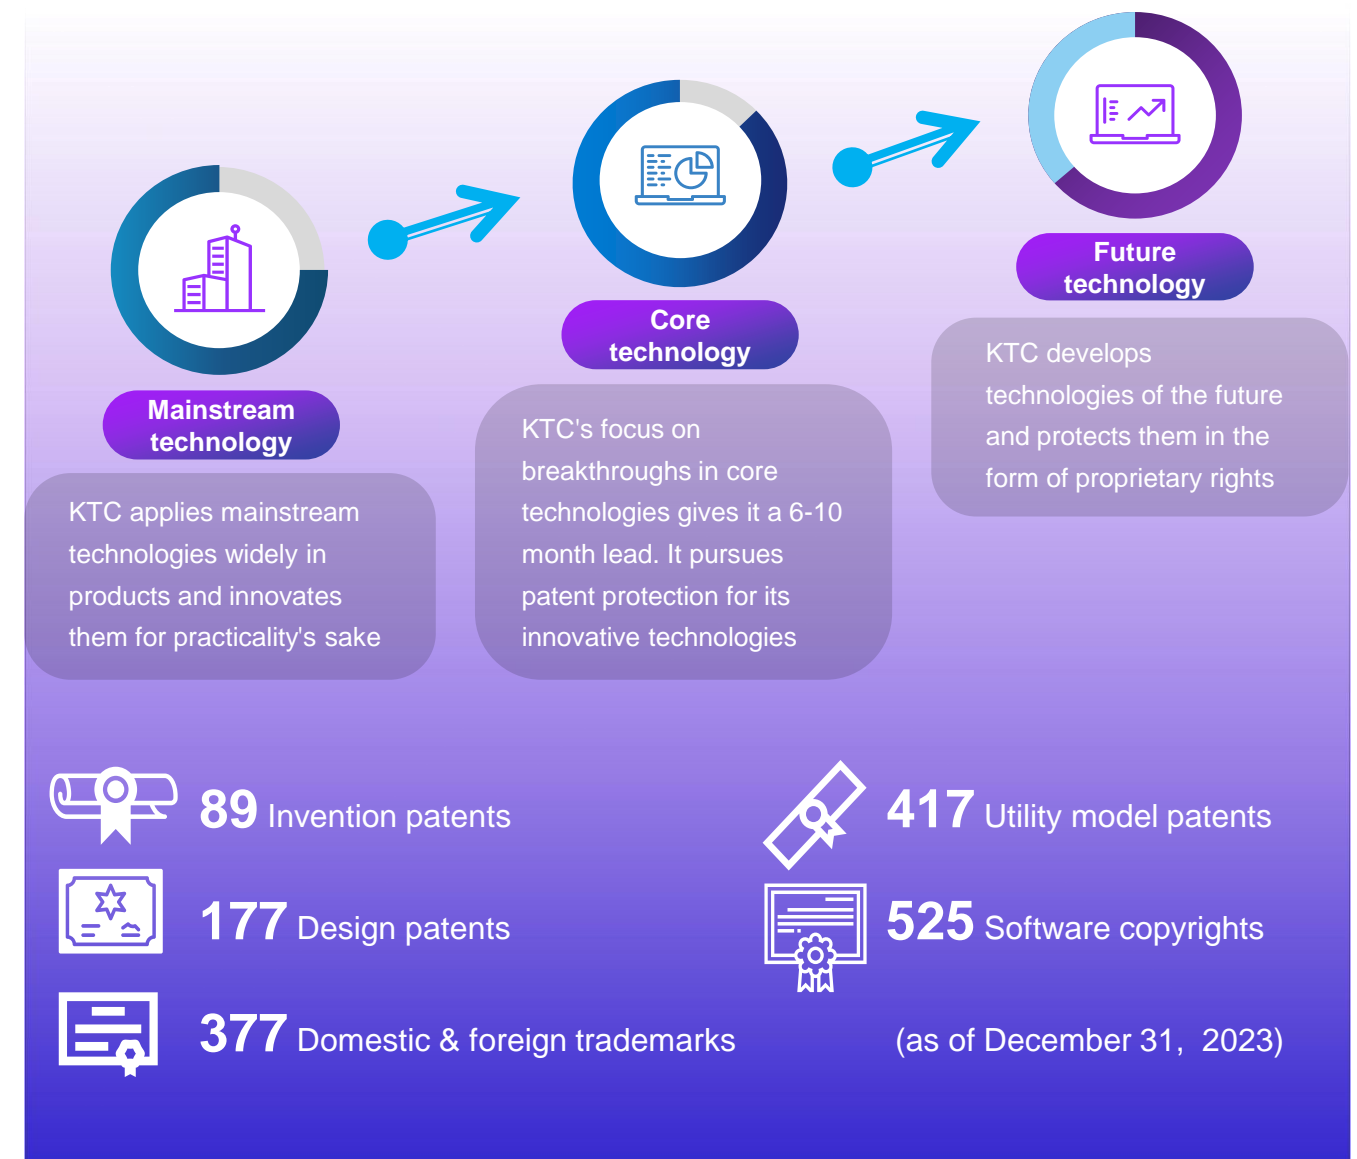 Mainstream
technology
KTC applies mainstream
technologies widely in
products and innovates
them for practicality's sake
Core
technology
KTC's focus on
breakthroughs in core
technologies gives it a 6-10
month lead. It pursues
patent protection for its
innovative technologies
Future
technology
KTC develops
technologies of the future
and protects them in the
form of proprietary rights
89 Invention patents
417 Utility model patents
177 Design patents
525 Software copyrights
377 Domestic & foreign trademarks
(as of December 31, 2023)